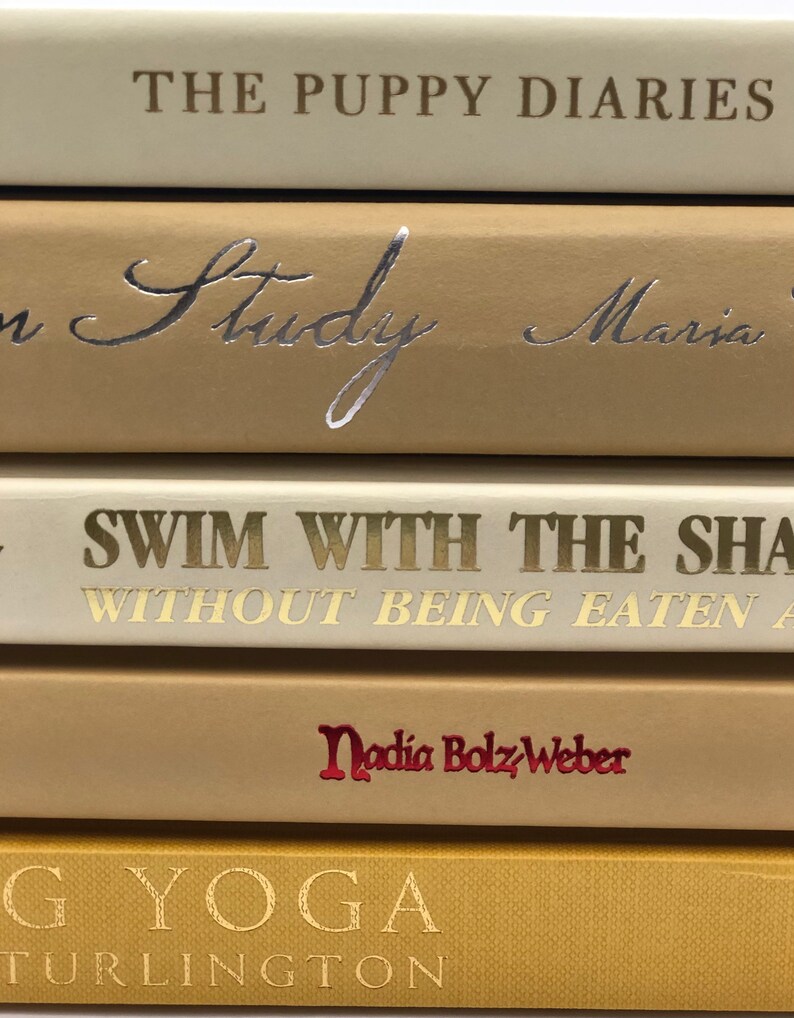 THE PUPPY DIARIES
Study Maria
SWIM WITH THE SHA
WITHOUT BEING EATEN A
Nadia Bolz-Weber
G YOGA
TURLINGTON